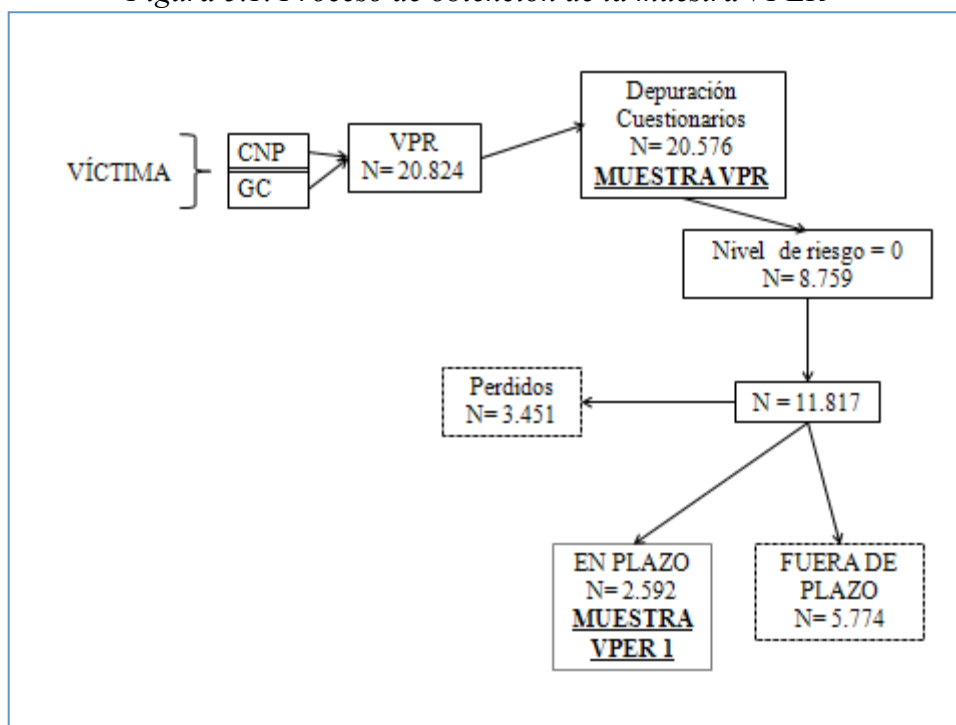 VÍCTIMA
CNP
GC
VPR
N= 20.824
Depuración
Cuestionarios
N= 20.576
MUESTRA VPR
Nivel de riesgo = 0
N= 8.759
N = 11.817
Perdidos
N= 3.451
EN PLAZO
N= 2.592
MUESTRA
VPER 1
FUERA DE
PLAZO
N= 5.774